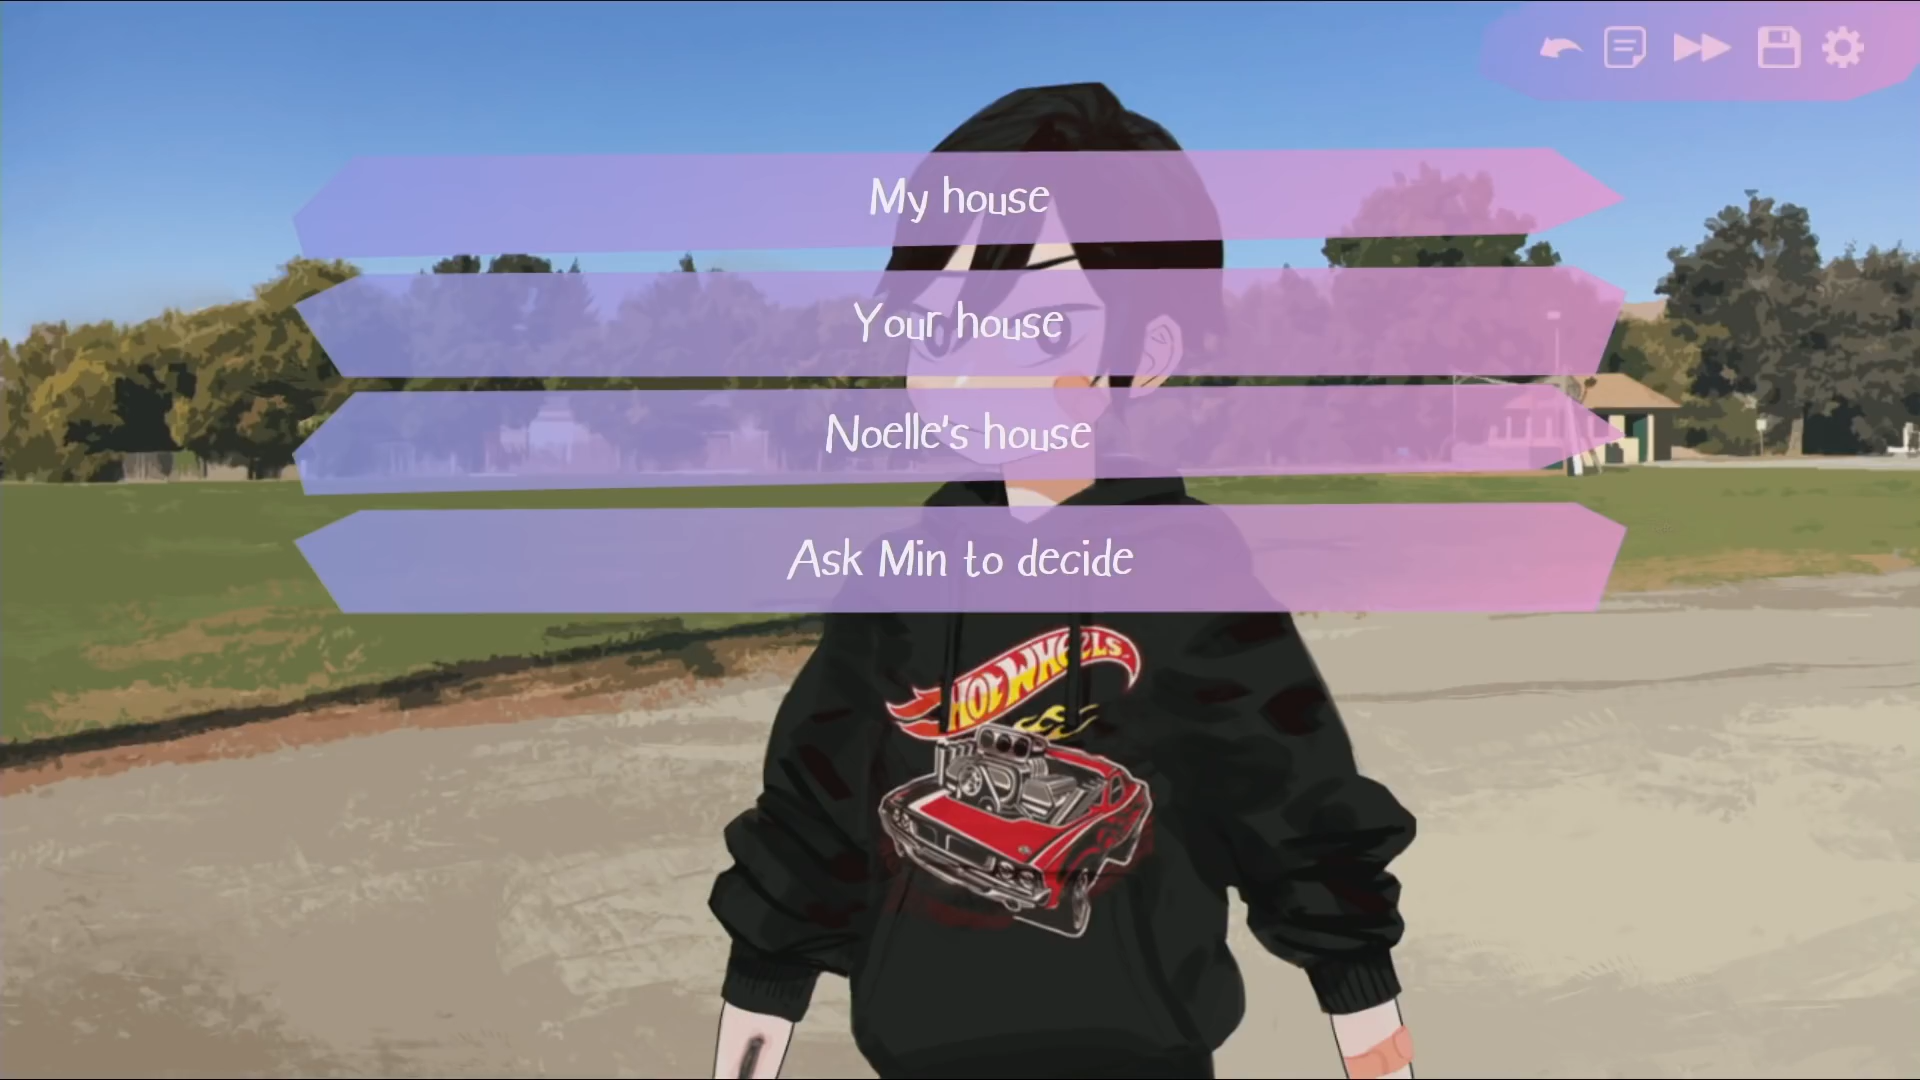 My house
Your house
Noelle's house
Ask Min to decide
HOT WHEELS